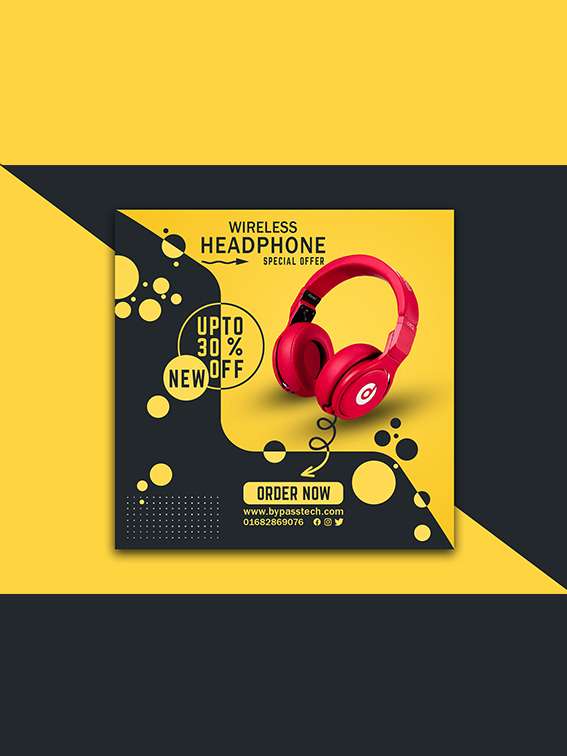 WIRELESS
HEADPHONE
SPECIAL OFFER
UPTO
30 %
OFF
NEW
ORDER NOW
www.bypasstech.com
01682869076